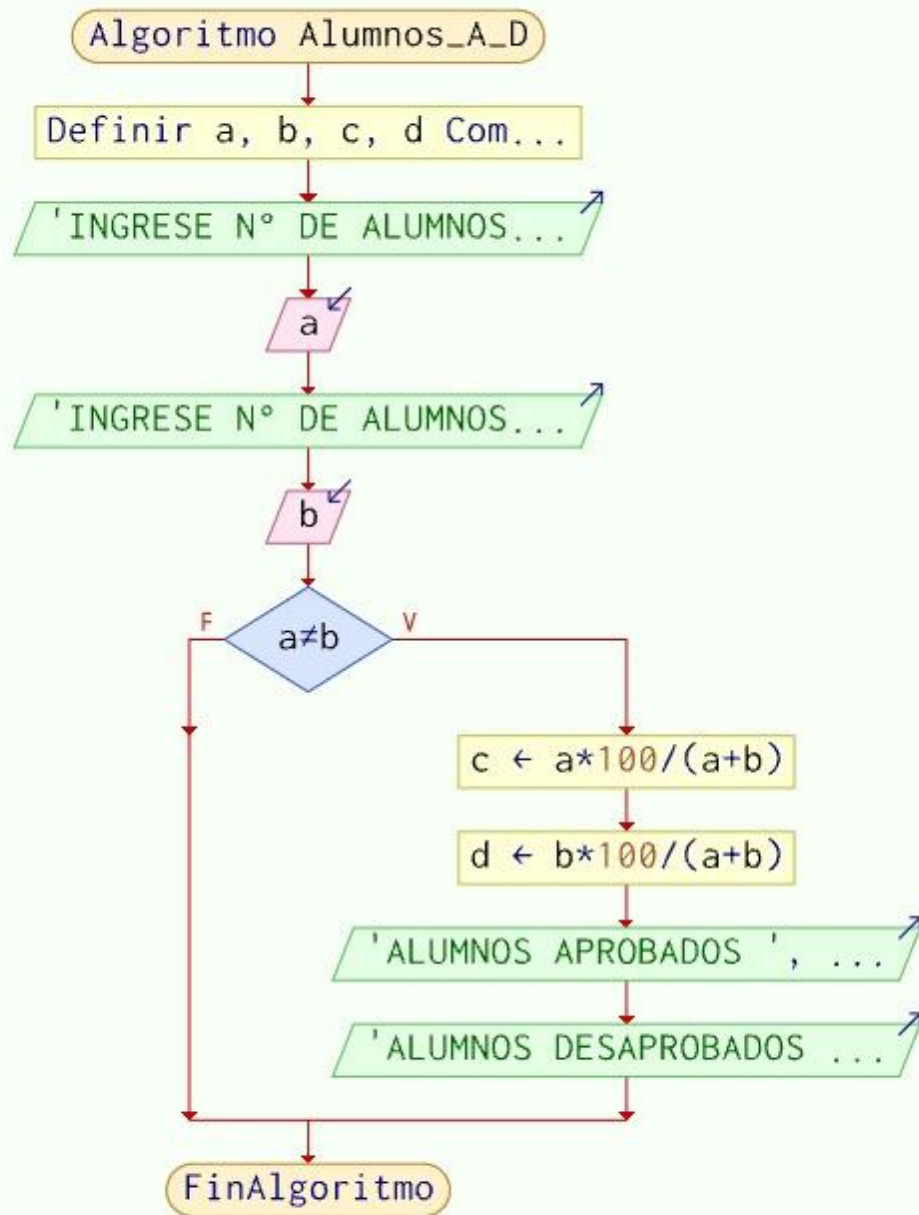 Algoritmo Alumnos_A_D
Definir a, b, c, d Com...
'INGRESE N° DE ALUMNOS...
a
'INGRESE N° DE ALUMNOS...
b
F
V
a≠b
c ← a*100/(a+b)
d ← b*100/(a+b)
'ALUMNOS APROBADOS ', ...
'ALUMNOS DESAPROBADOS ...
FinAlgoritmo